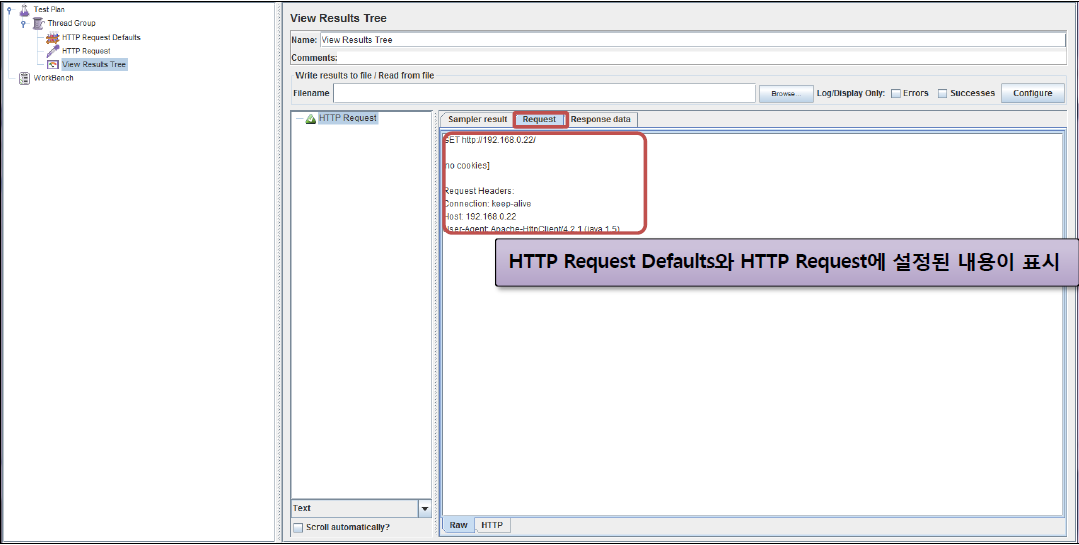 Test Plan
Thread Group
HTTP Request Defaults
HTTP Request
View Results Tree
WorkBench
View Results Tree
Name: View Results Tree
Comments:
Write results to file / Read from file
Filename Browse... Log/Display Only: Errors Successes Configure
HTTP Request
Sampler result Request Response data
GET http://192.168.0.22/
[no cookies]
Request Headers:
Connection: keep-alive
Host: 192.168.0.22
User-Agent: Apache-HttpClient/4.2.1 (java 1.5)
HTTP Request Defaults와 HTTP Request에 설정된 내용이 표시
Text
Scroll automatically?
Raw HTTP